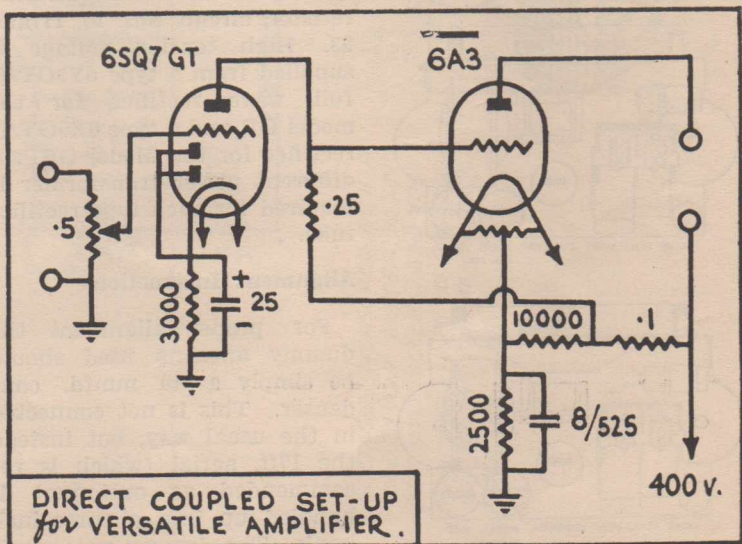 6SQ7 GT
6A3
.5
.25
+
25
-
3000
10000
.1
2500
8/525
400 v.
DIRECT COUPLED SET-UP
for VERSATILE AMPLIFIER.